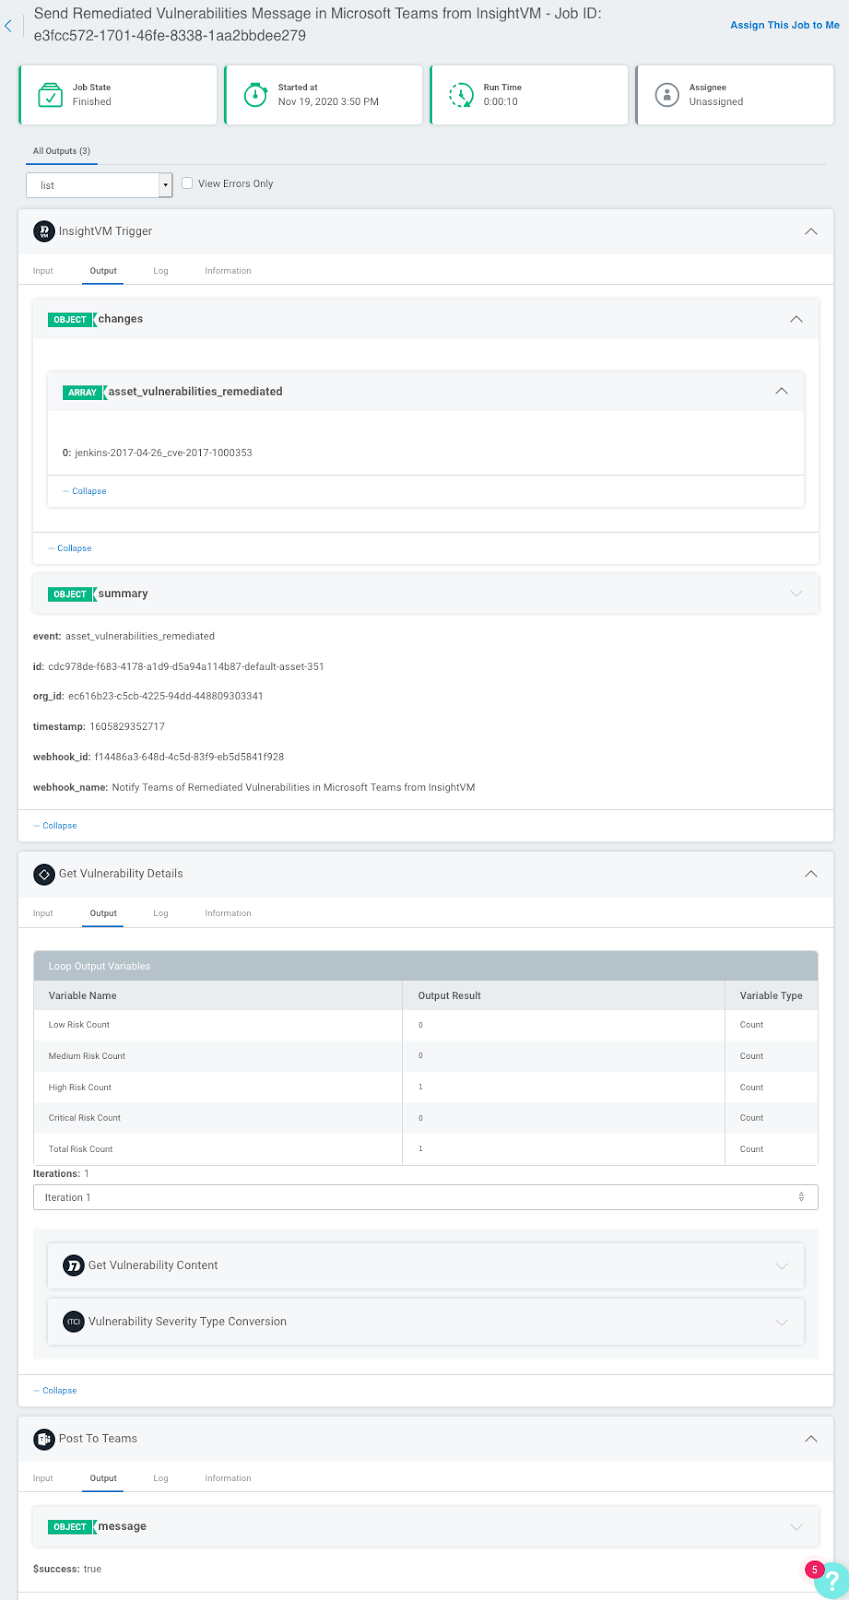 Send Remediated Vulnerabilities Message in Microsoft Teams from InsightVM - Job ID:
e3fcc572-1701-46fe-8338-1aa2bbdee279
Assign This Job to Me
Job State
Finished
Started at
Nov 19, 2020 3:50 PM
Run Time
0:00:10
Assignee
Unassigned
All Outputs (3)
list
View Errors Only
VM
InsightVM Trigger
Input Output Log Information
OBJECT changes
ARRAY asset_vulnerabilities_remediated
0: jenkins-2017-04-26_cve-2017-1000353
— Collapse
— Collapse
OBJECT summary
event: asset_vulnerabilities_remediated
id: cdc978de-f683-4178-a1d9-d5a94a114b87-default-asset-351
org_id: ec616b23-c5cb-4225-94dd-448809303341
timestamp: 1605829352717
webhook_id: f14486a3-648d-4c5d-83f9-eb5d5841f928
webhook_name: Notify Teams of Remediated Vulnerabilities in Microsoft Teams from InsightVM
— Collapse
Get Vulnerability Details
Input Output Log Information
Loop Output Variables
Variable Name Output Result Variable Type
Low Risk Count 0 Count
Medium Risk Count 0 Count
High Risk Count 1 Count
Critical Risk Count 0 Count
Total Risk Count 1 Count
Iterations: 1
Iteration 1
Get Vulnerability Content
(TC) Vulnerability Severity Type Conversion
— Collapse
Post To Teams
Input Output Log Information
OBJECT message
$success: true
5
?